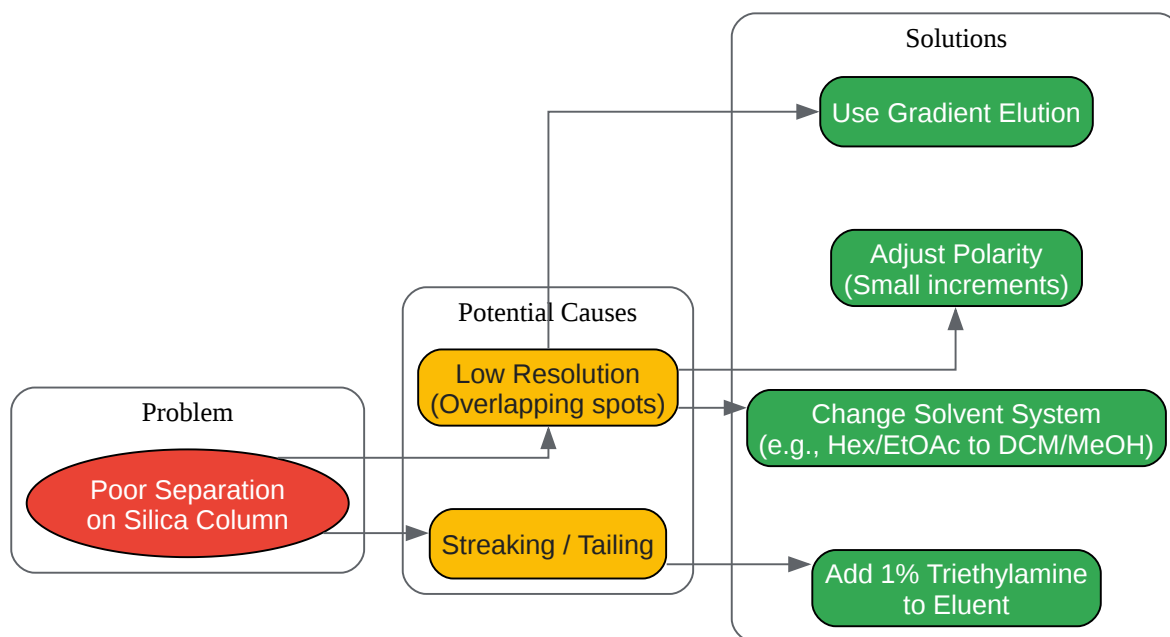 Problem
Poor Separation
on Silica Column
Potential Causes
Low Resolution
(Overlapping spots)
Streaking / Tailing
Solutions
Use Gradient Elution
Adjust Polarity
(Small increments)
Change Solvent System
(e.g., Hex/EtOAc to DCM/MeOH)
Add 1% Triethylamine
to Eluent